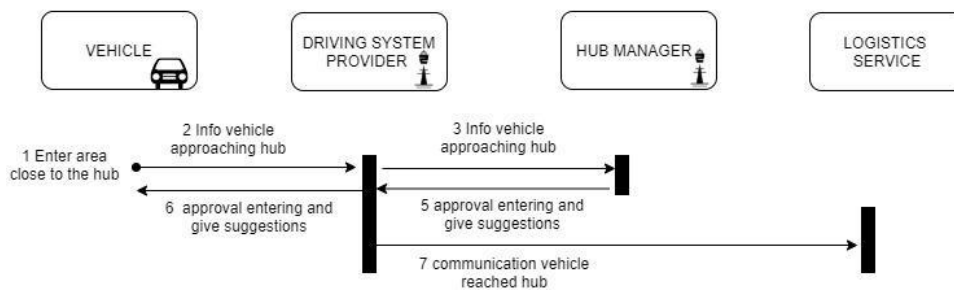 VEHICLE
DRIVING SYSTEM
PROVIDER
HUB MANAGER
LOGISTICS
SERVICE
1 Enter area
close to the hub
2 Info vehicle
approaching hub
3 Info vehicle
approaching hub
6 approval entering and
give suggestions
5 approval entering and
give suggestions
7 communication vehicle
reached hub